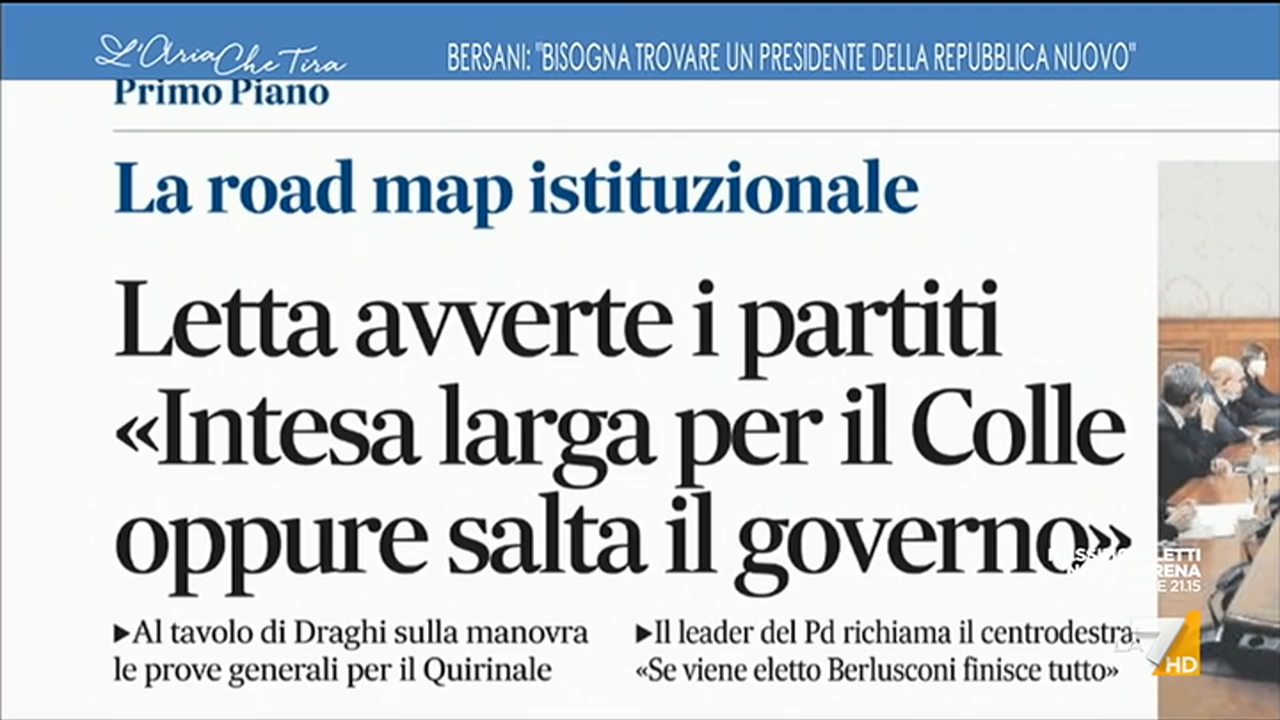 L'Aria Che Tira
BERSANI: "BISOGNA TROVARE UN PRESIDENTE DELLA REPUBBLICA NUOVO"
Primo Piano
La road map istituzionale
Letta avverte i partiti
«Intesa larga per il Colle
oppure salta il governo»
►Al tavolo di Draghi sulla manovra
le prove generali per il Quirinale
►Il leader del Pd richiama il centrodestra:
«Se viene eletto Berlusconi finisce tutto»
21.15
LA7
HD